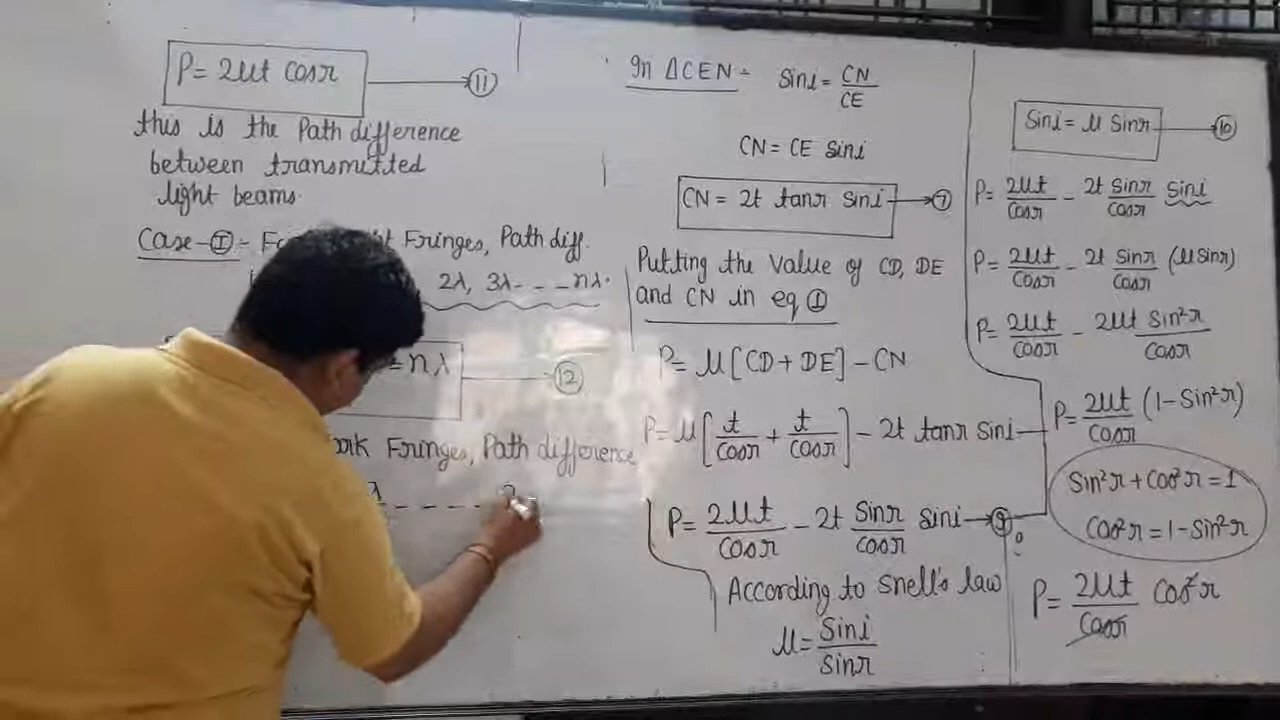 P = 2μt cosr ⑪
this is the Path difference
between transmitted
light beams.
Case-Ⅰ:- Fringes, Path diff.
2λ, 3λ - - - nλ.
= nλ ⑫
Fringes, Path difference
λ - - - -
In ΔCEN - Sini = CN/CE
CN = CE Sini
CN = 2t tanr Sini ⑦
Putting the Value of CD, DE
and CN in eq Ⓘ
P = μ[CD + DE] - CN
P = μ[t/cosr + t/cosr] - 2t tanr Sini
P = 2μt/cosr - 2t Sinr/cosr Sini ⑨
According to Snell's law
μ = Sini/Sinr
Sini = μ Sinr ⑩
P = 2μt/cosr - 2t Sinr/cosr Sini
P = 2μt/cosr - 2t Sinr/cosr (μ Sinr)
P = 2μt/cosr - 2μt Sin²r/cosr
P = 2μt/cosr (1 - Sin²r)
Sin²r + cos²r = 1
cos²r = 1 - Sin²r
P = 2μt/cosr cos²r